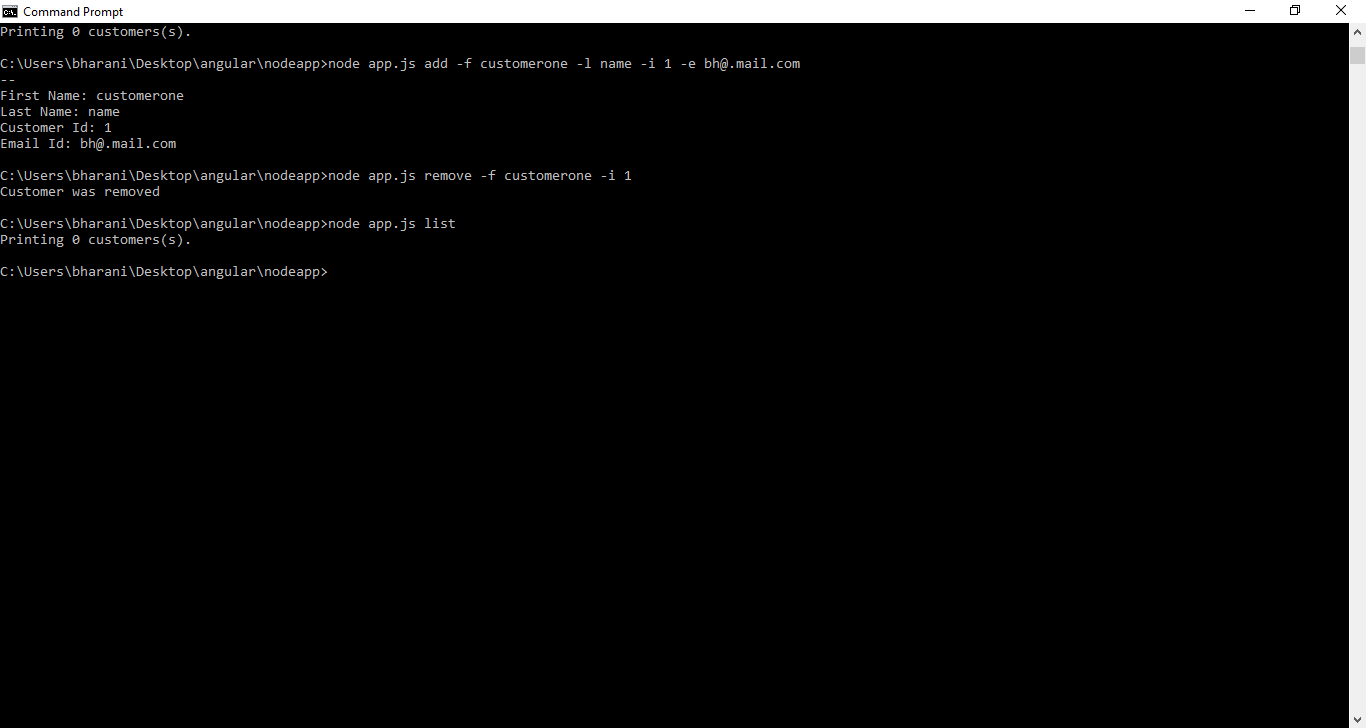 Command Prompt
Printing 0 customers(s).
C:\Users\bharani\Desktop\angular\nodeapp>node app.js add -f customerone -l name -i 1 -e bh@.mail.com
--
First Name: customerone
Last Name: name
Customer Id: 1
Email Id: bh@.mail.com
C:\Users\bharani\Desktop\angular\nodeapp>node app.js remove -f customerone -i 1
Customer was removed
C:\Users\bharani\Desktop\angular\nodeapp>node app.js list
Printing 0 customers(s).
C:\Users\bharani\Desktop\angular\nodeapp>